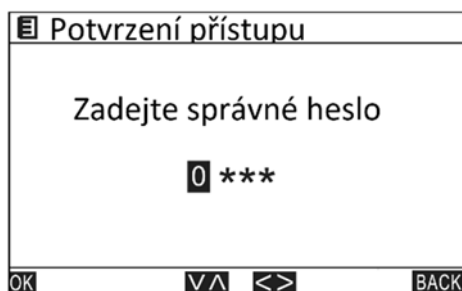 Potvrzení přístupu
Zadejte správné heslo
0 ***
OK V Λ < > BACK